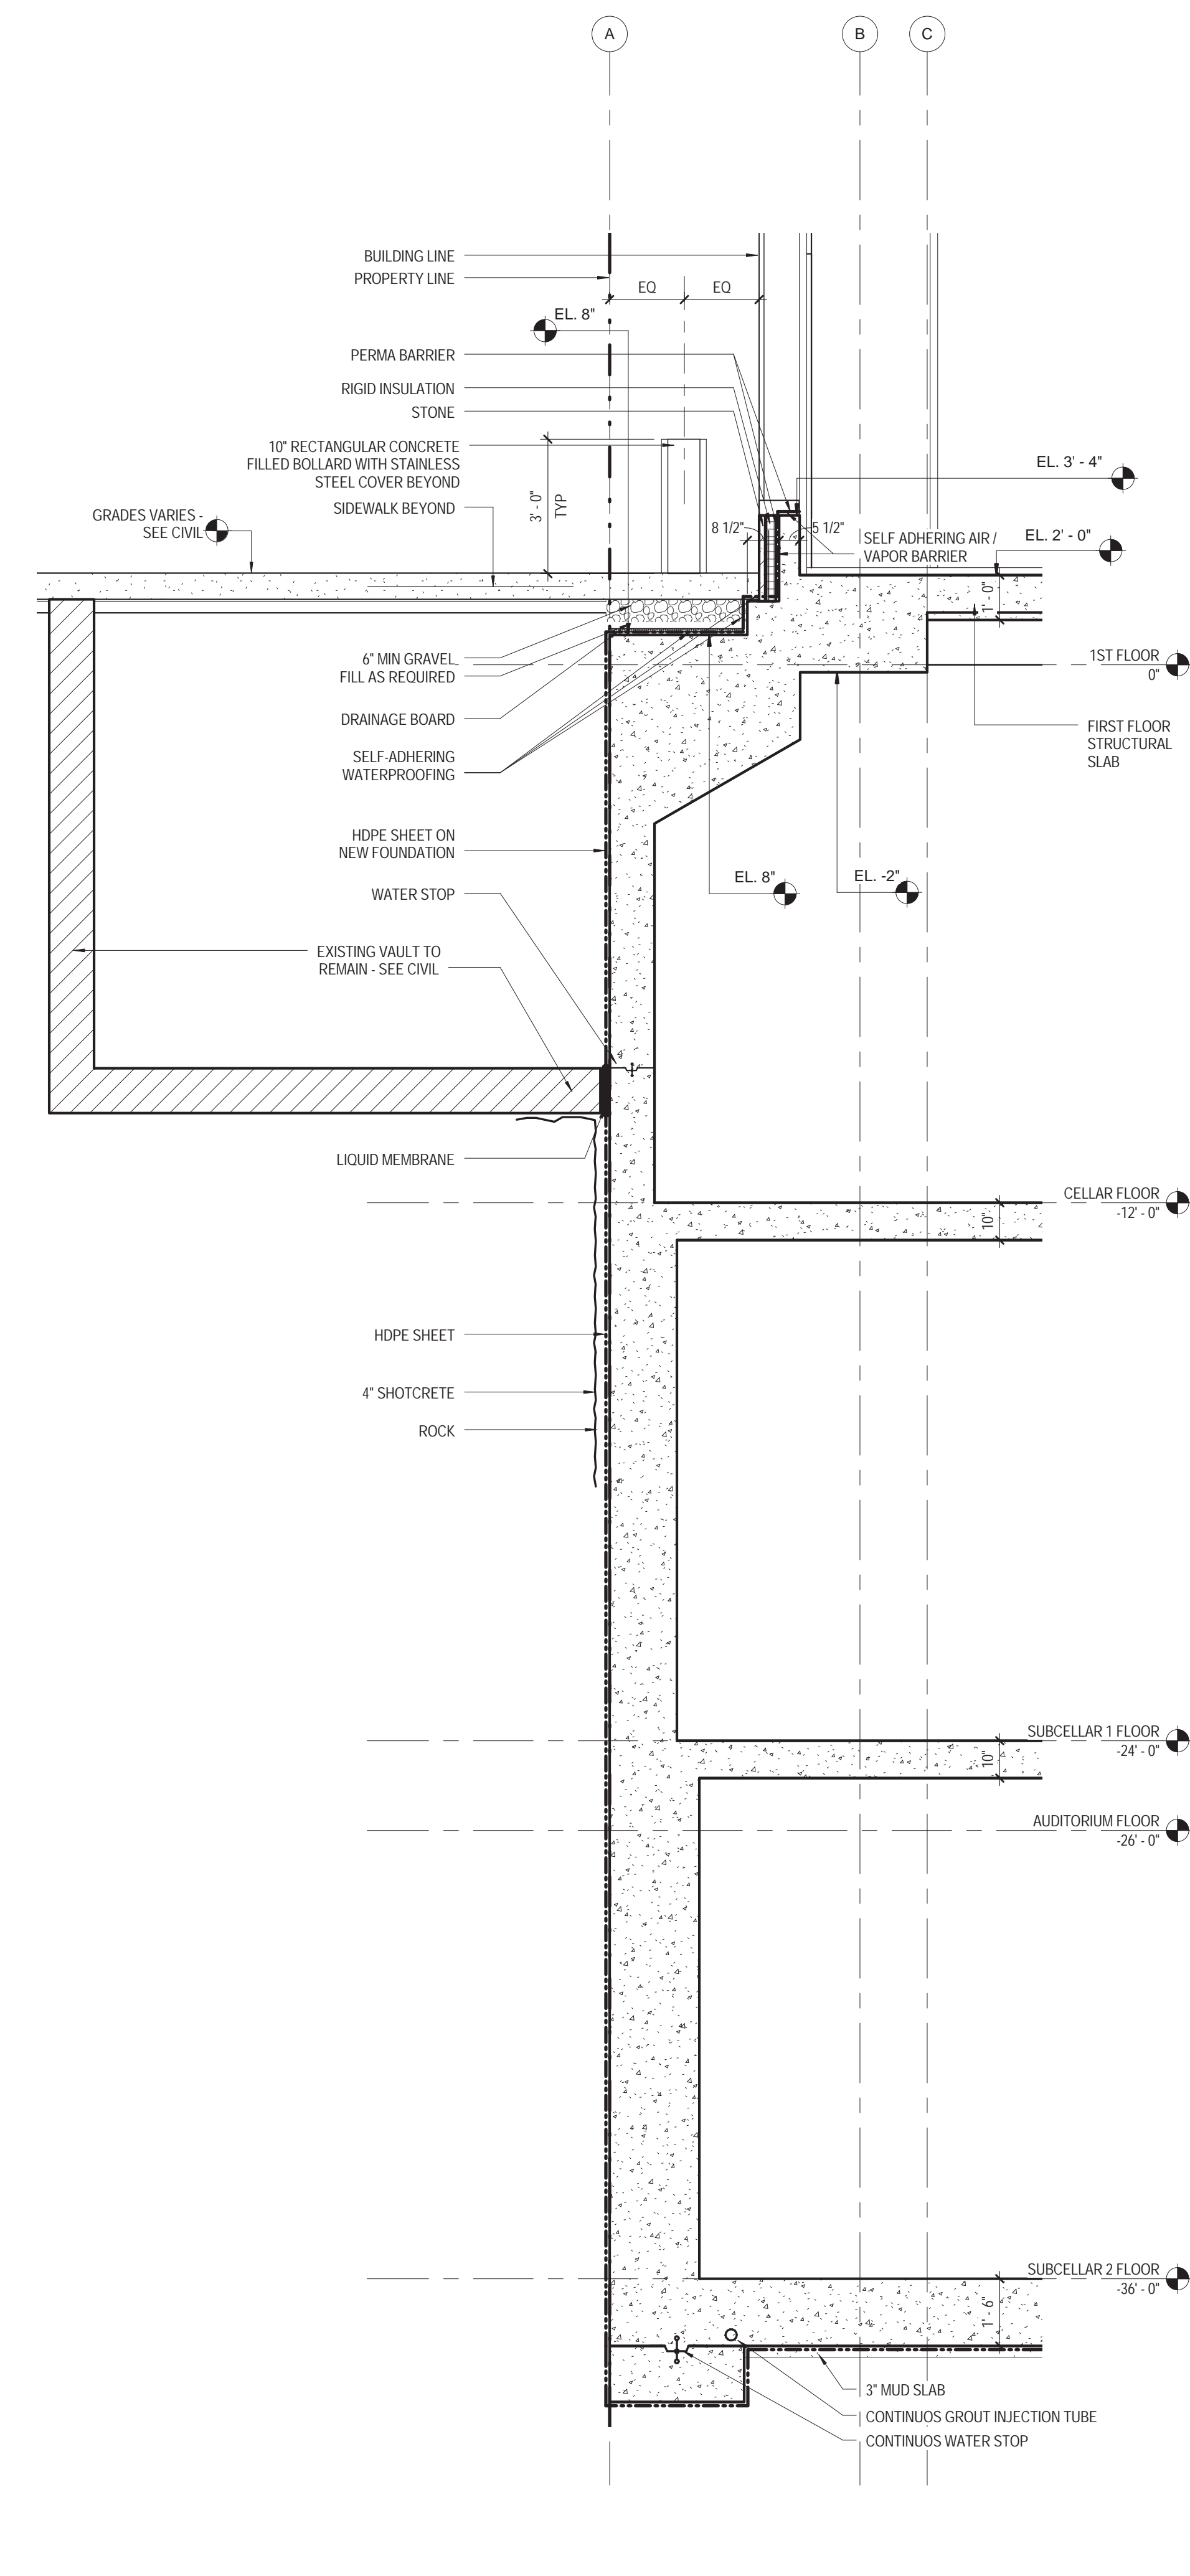 A
B
C
BUILDING LINE
PROPERTY LINE
EQ
EQ
EL. 8"
PERMA BARRIER
RIGID INSULATION
STONE
10" RECTANGULAR CONCRETE
FILLED BOLLARD WITH STAINLESS
STEEL COVER BEYOND
3' - 0"
TYP
SIDEWALK BEYOND
GRADES VARIES -
SEE CIVIL
EL. 3' - 4"
8 1/2"
5 1/2"
SELF ADHERING AIR /
VAPOR BARRIER
EL. 2' - 0"
1' - 0"
6" MIN GRAVEL
FILL AS REQUIRED
1ST FLOOR
0"
DRAINAGE BOARD
FIRST FLOOR
STRUCTURAL
SLAB
SELF-ADHERING
WATERPROOFING
HDPE SHEET ON
NEW FOUNDATION
EL. 8"
EL. -2"
WATER STOP
EXISTING VAULT TO
REMAIN - SEE CIVIL
LIQUID MEMBRANE
CELLAR FLOOR
-12' - 0"
10"
HDPE SHEET
4" SHOTCRETE
ROCK
SUBCELLAR 1 FLOOR
-24' - 0"
10"
AUDITORIUM FLOOR
-26' - 0"
SUBCELLAR 2 FLOOR
-36' - 0"
1' - 6"
3" MUD SLAB
CONTINUOS GROUT INJECTION TUBE
CONTINUOS WATER STOP